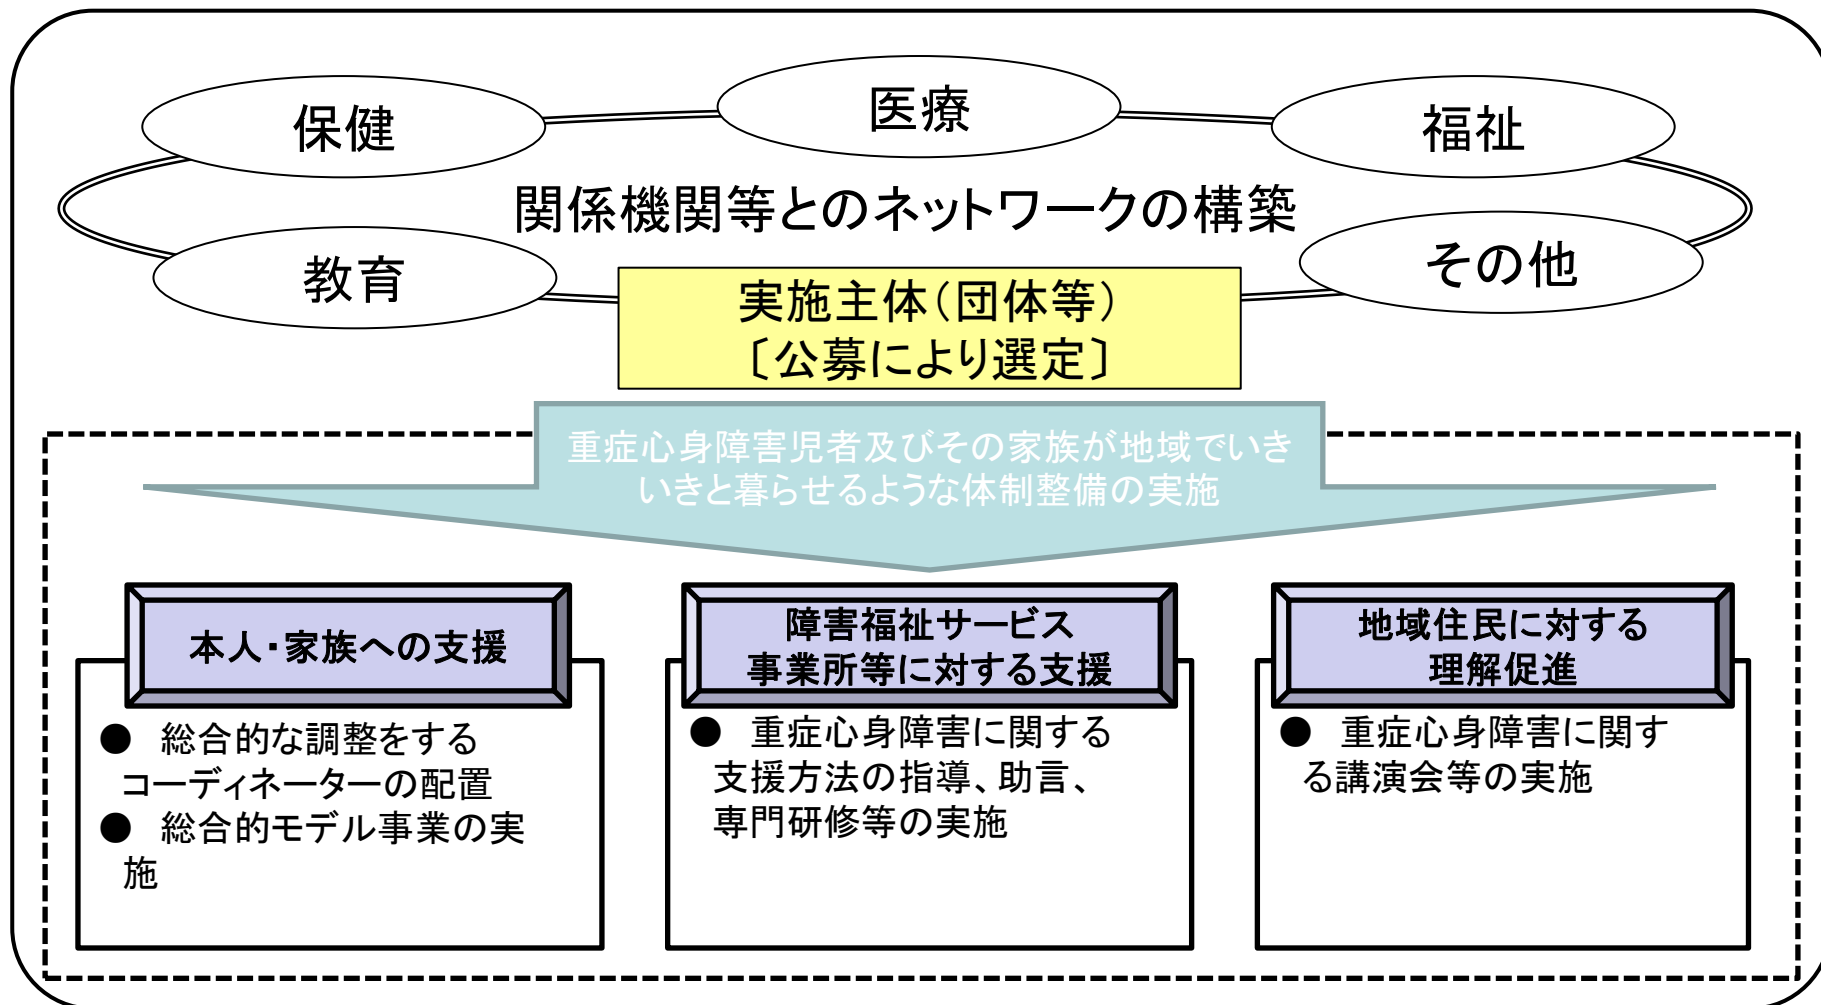 保健
医療
福祉
関係機関等とのネットワークの構築
教育
その他
実施主体(団体等)
〔公募により選定〕
重症心身障害児者及びその家族が地域でいき
いきと暮らせるような体制整備の実施
本人・家族への支援
● 総合的な調整をする
コーディネーターの配置
● 総合的モデル事業の実
施
障害福祉サービス
事業所等に対する支援
● 重症心身障害に関する
支援方法の指導、助言、
専門研修等の実施
地域住民に対する
理解促進
● 重症心身障害に関す
る講演会等の実施